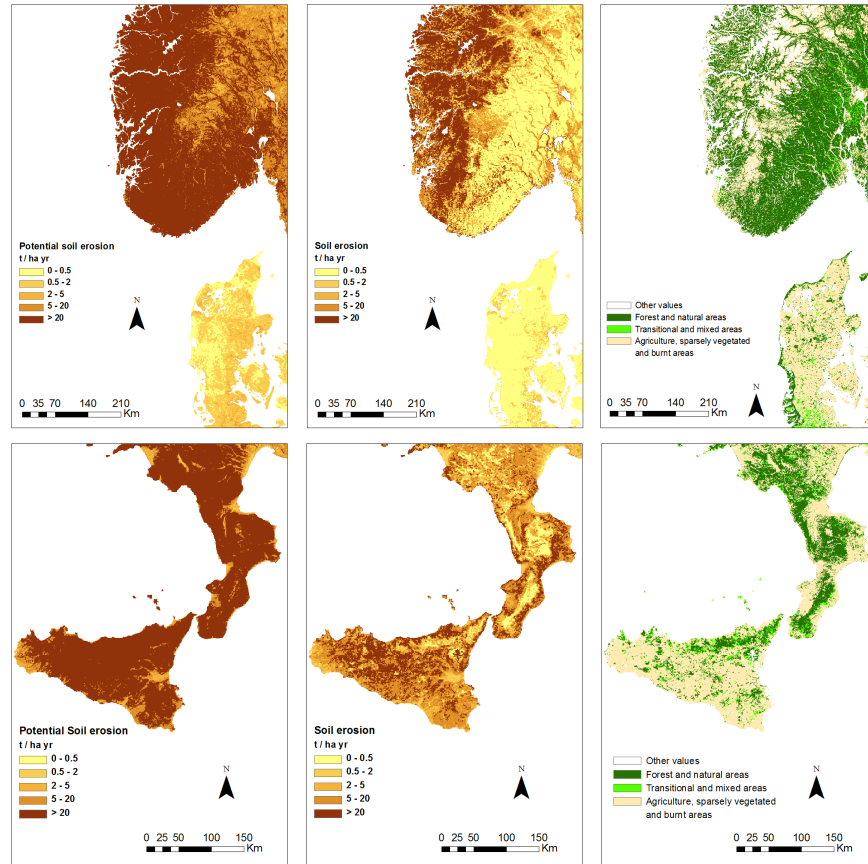 Potential soil erosion
t / ha yr
0 - 0.5
0.5 - 2
2 - 5
5 - 20
> 20
N
0 35 70 140 210
Km
Soil erosion
t / ha yr
0 - 0.5
0.5 - 2
2 - 5
5 - 20
> 20
N
0 35 70 140 210
Km
Other values
Forest and natural areas
Transitional and mixed areas
Agriculture, sparsely vegetated
and burnt areas
N
0 35 70 140 210
Km
Potential Soil erosion
t / ha yr
0 - 0.5
0.5 - 2
2 - 5
5 - 20
> 20
N
0 25 50 100 150
Km
Soil erosion
t / ha yr
0 - 0.5
0.5 - 2
2 - 5
5 - 20
> 20
N
0 25 50 100 150
Km
Other values
Forest and natural areas
Transitional and mixed areas
Agriculture, sparsely vegetated
and burnt areas
N
0 25 50 100 150
Km